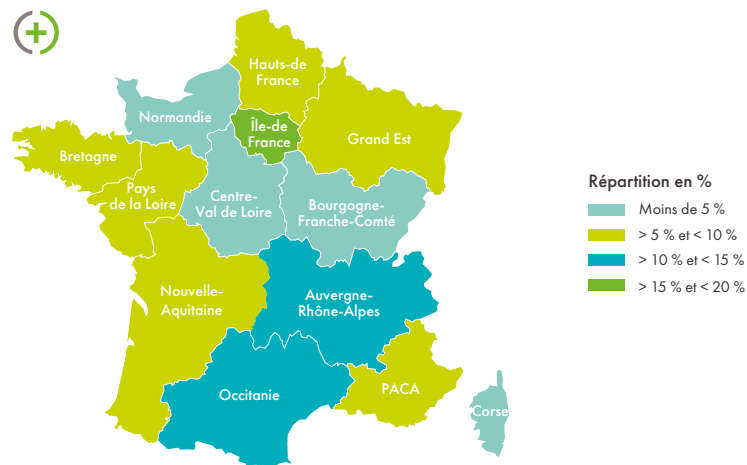 Hauts-de
France
Normandie
Île-de
France
Grand Est
Bretagne
Pays
de la Loire
Centre-
Val de Loire
Bourgogne-
Franche-Comté
Nouvelle-
Aquitaine
Auvergne-
Rhône-Alpes
Occitanie
PACA
Corse
Répartition en %
Moins de 5 %
> 5 % et < 10 %
> 10 % et < 15 %
> 15 % et < 20 %